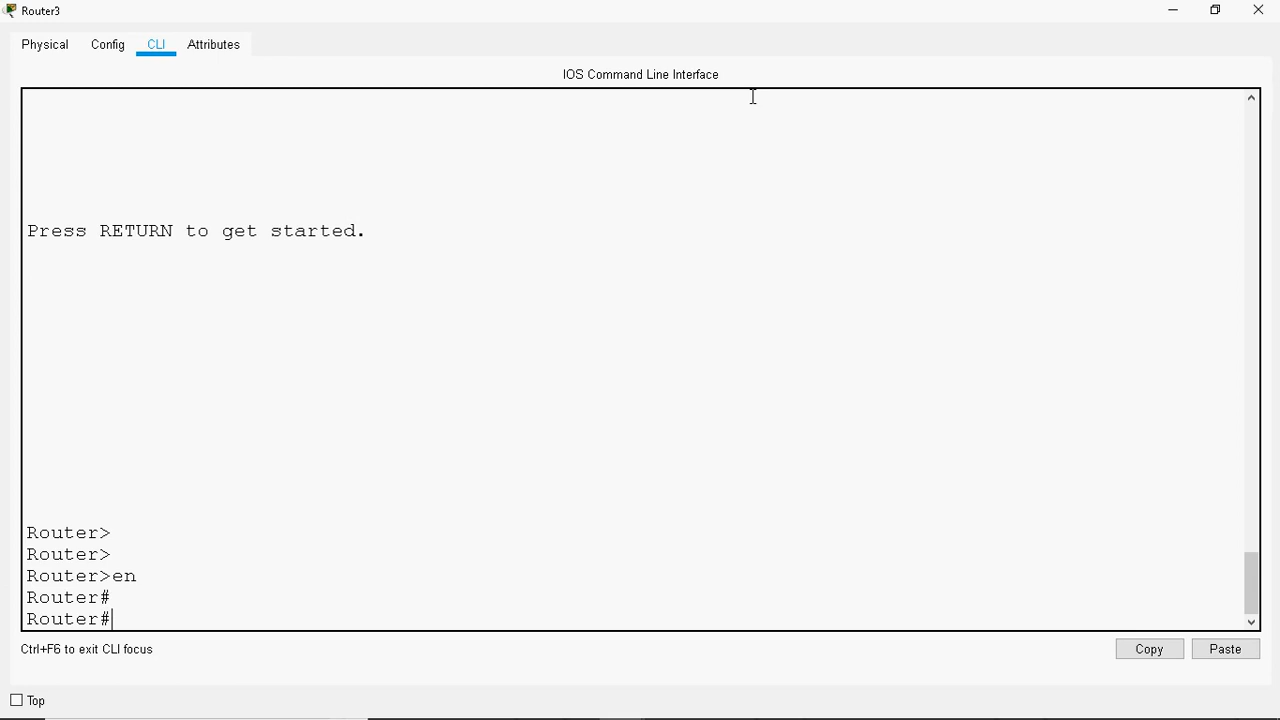 Router3
Physical Config CLI Attributes
IOS Command Line Interface
Press RETURN to get started.
Router>
Router>
Router>en
Router#
Router#
Ctrl+F6 to exit CLI focus
Copy Paste
Top